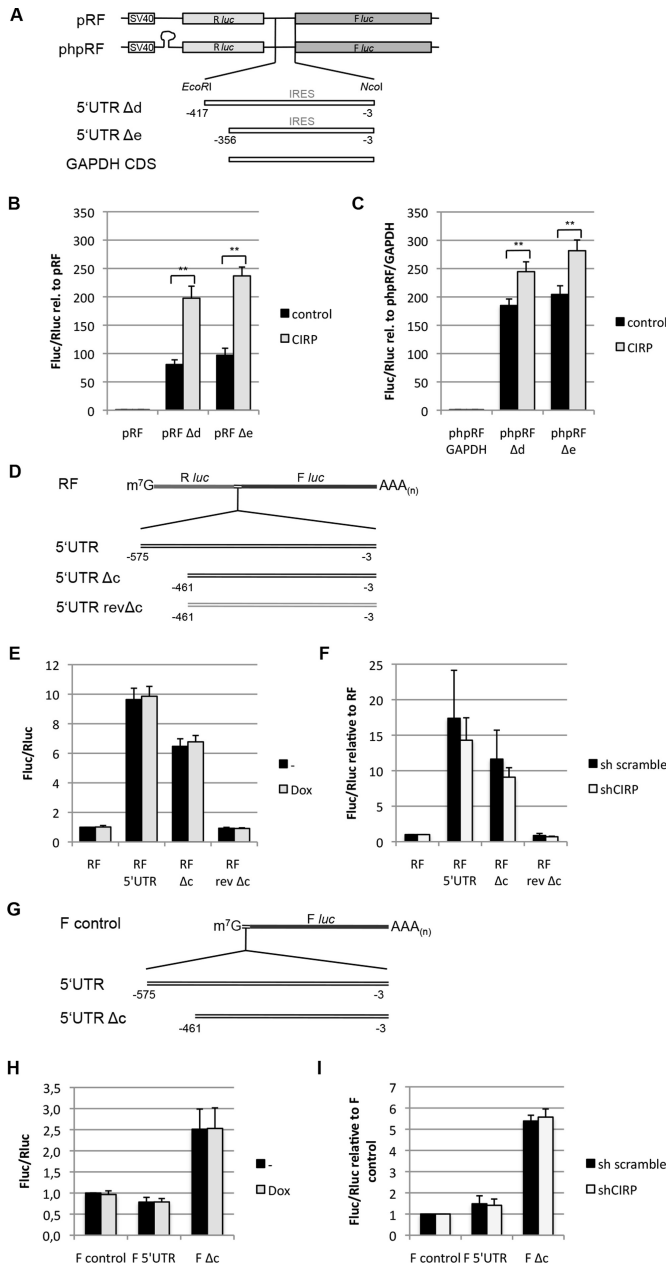 A
pRF
SV40
R luc
F luc
phpRF
SV40
R luc
F luc
EcoRI
NcoI
IRES
5'UTR Δd
-417
-3
IRES
5'UTR Δe
-356
-3
GAPDH CDS
B
Fluc/Rluc rel. to pRF
350
300
250
200
150
100
50
0
**
**
pRF
pRF Δd
pRF Δe
control
CIRP
C
Fluc/Rluc rel. to phpRF/GAPDH
350
300
250
200
150
100
50
0
**
**
phpRF GAPDH
phpRF Δd
phpRF Δe
control
CIRP
D
RF
m7G
R luc
F luc
AAA(n)
5'UTR
-575
-3
5'UTR Δc
-461
-3
5'UTR revΔc
-461
-3
E
Fluc/Rluc
12
10
8
6
4
2
0
RF
RF 5'UTR
RF Δc
RF rev Δc
-
Dox
F
Fluc/Rluc relative to RF
25
20
15
10
5
0
RF
RF 5'UTR
RF Δc
RF rev Δc
sh scramble
shCIRP
G
F control
m7G
F luc
AAA(n)
5'UTR
-575
-3
5'UTR Δc
-461
-3
H
Fluc/Rluc
3,5
3,0
2,5
2,0
1,5
1,0
0,5
0,0
F control
F 5'UTR
F Δc
-
Dox
I
Fluc/Rluc relative to F control
7
6
5
4
3
2
1
0
F control
F 5'UTR
F Δc
sh scramble
shCIRP